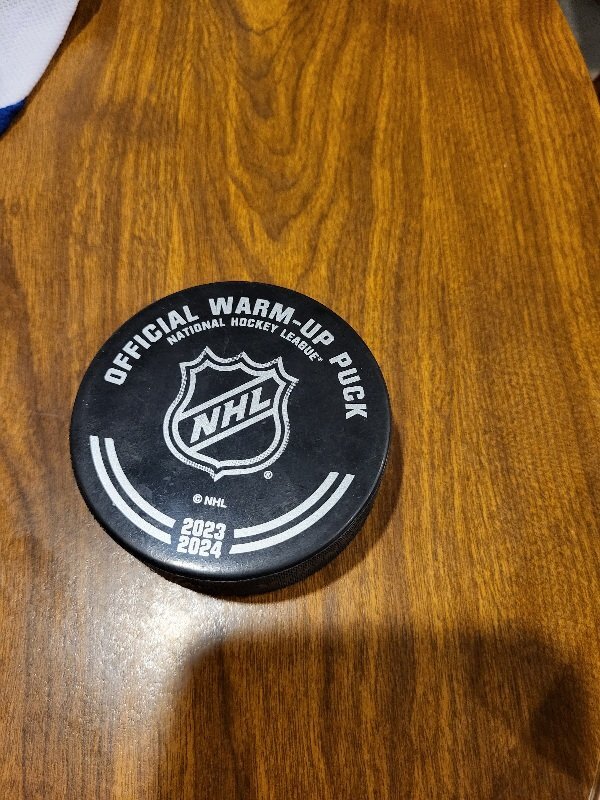 OFFICIAL WARM-UP PUCK
NATIONAL HOCKEY LEAGUE®
NHL
®
© NHL
2023
2024